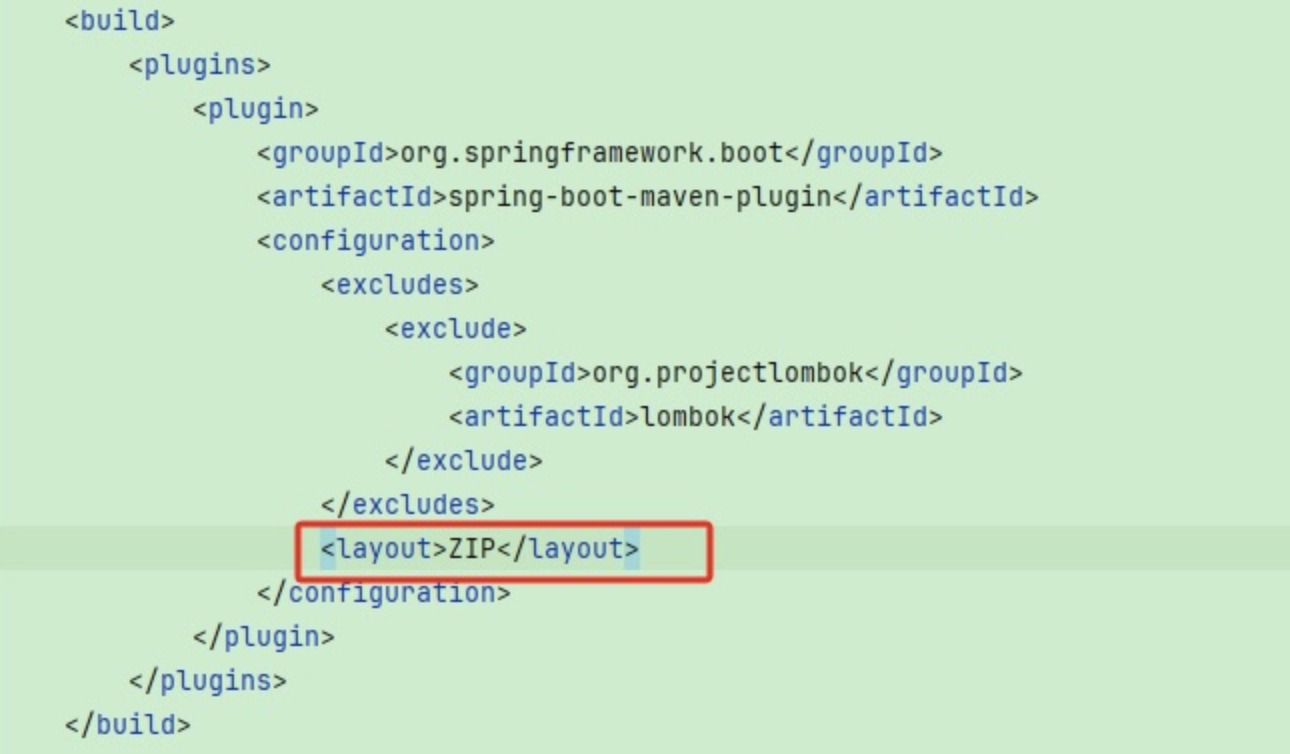 <build>
<plugins>
<plugin>
<groupId>org.springframework.boot</groupId>
<artifactId>spring-boot-maven-plugin</artifactId>
<configuration>
<excludes>
<exclude>
<groupId>org.projectlombok</groupId>
<artifactId>lombok</artifactId>
</exclude>
</excludes>
<layout>ZIP</layout>
</configuration>
</plugin>
</plugins>
</build>